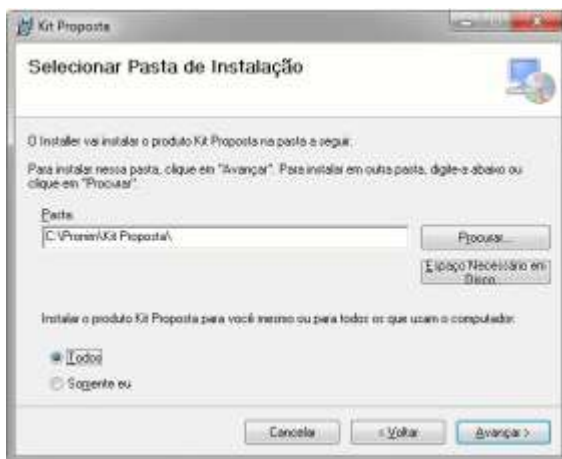 Kit Proposta
Selecionar Pasta de Instalação
O Installer vai instalar o produto Kit Proposta na pasta a seguir.
Para instalar nessa pasta, clique em "Avançar". Para instalar em outra pasta, digite-a abaixo ou
clique em "Procurar".
Pasta:
C:\Pronim\Kit Proposta\
Procurar...
Espaço Necessário em
Disco...
Instalar o produto Kit Proposta para você mesmo ou para todos os que usam o computador:
Todos
Somente eu
Cancelar
< Voltar
Avançar >